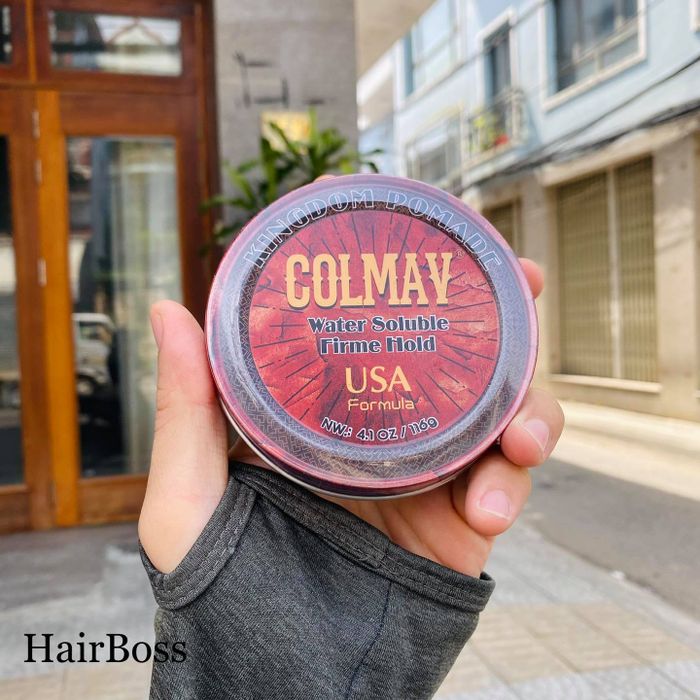 KINGDOM POMADE
COLMAV®
Water Soluble
Firme Hold
USA
Formula
NW.: 4.1 OZ / 116g
HairBoss